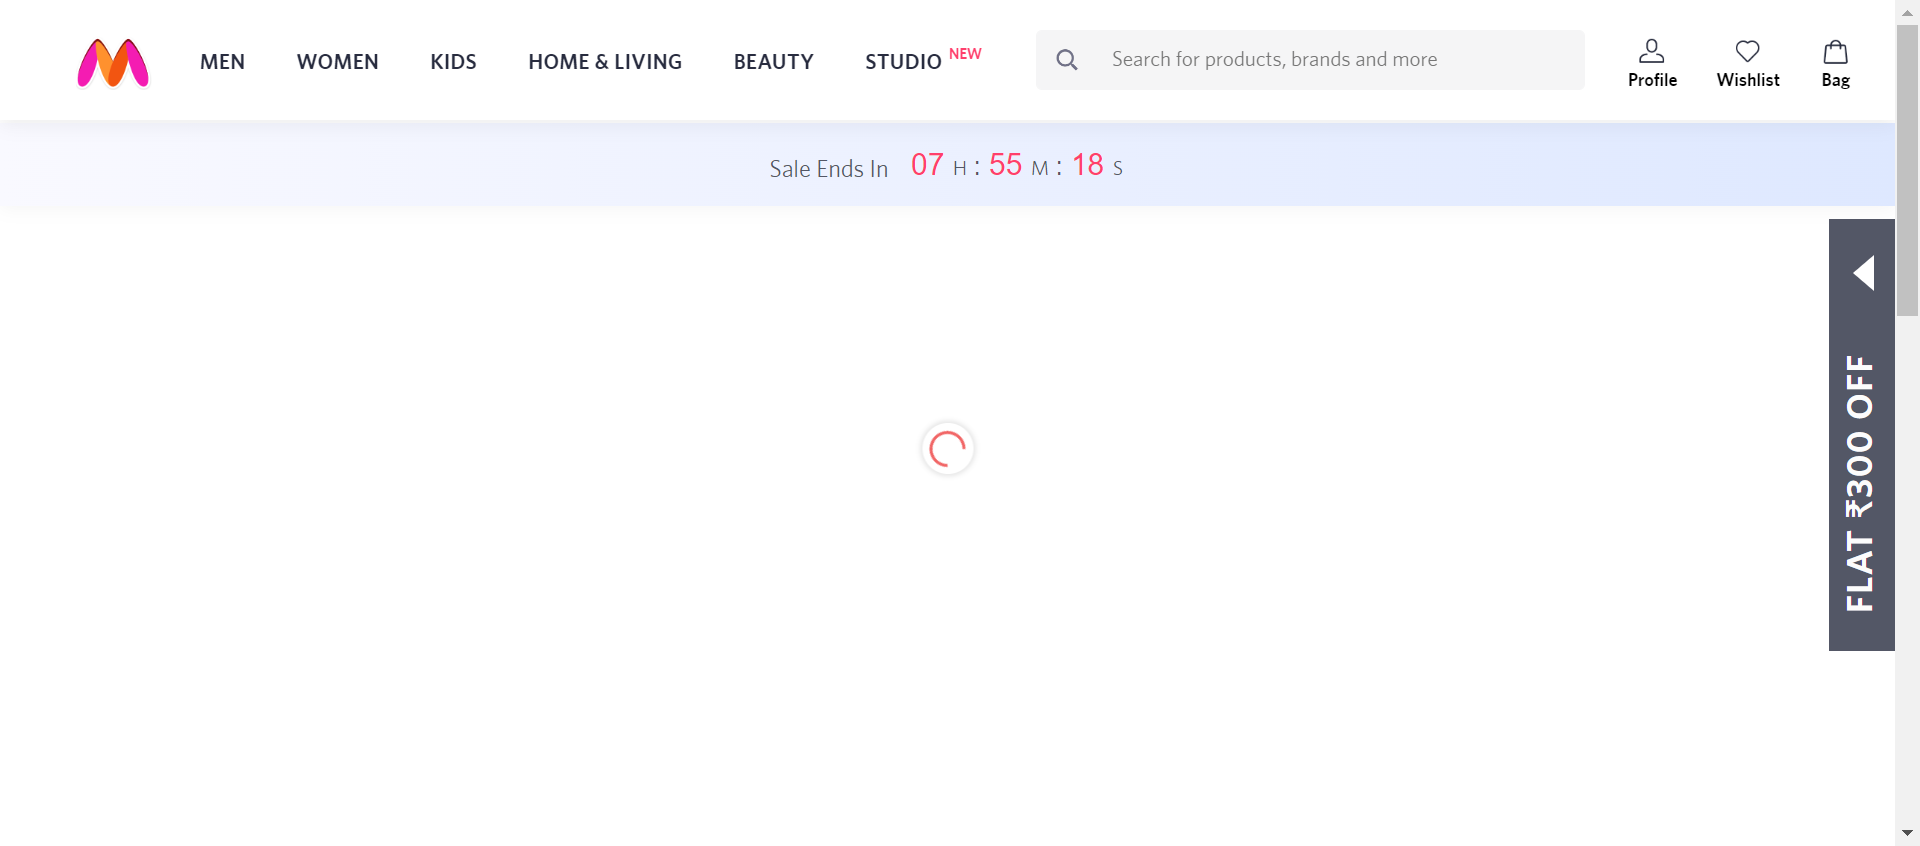 MEN WOMEN KIDS HOME & LIVING BEAUTY STUDIO NEW Search for products, brands and more Profile Wishlist Bag
Sale Ends In 07 H : 55 M : 18 S
FLAT ₹300 OFF